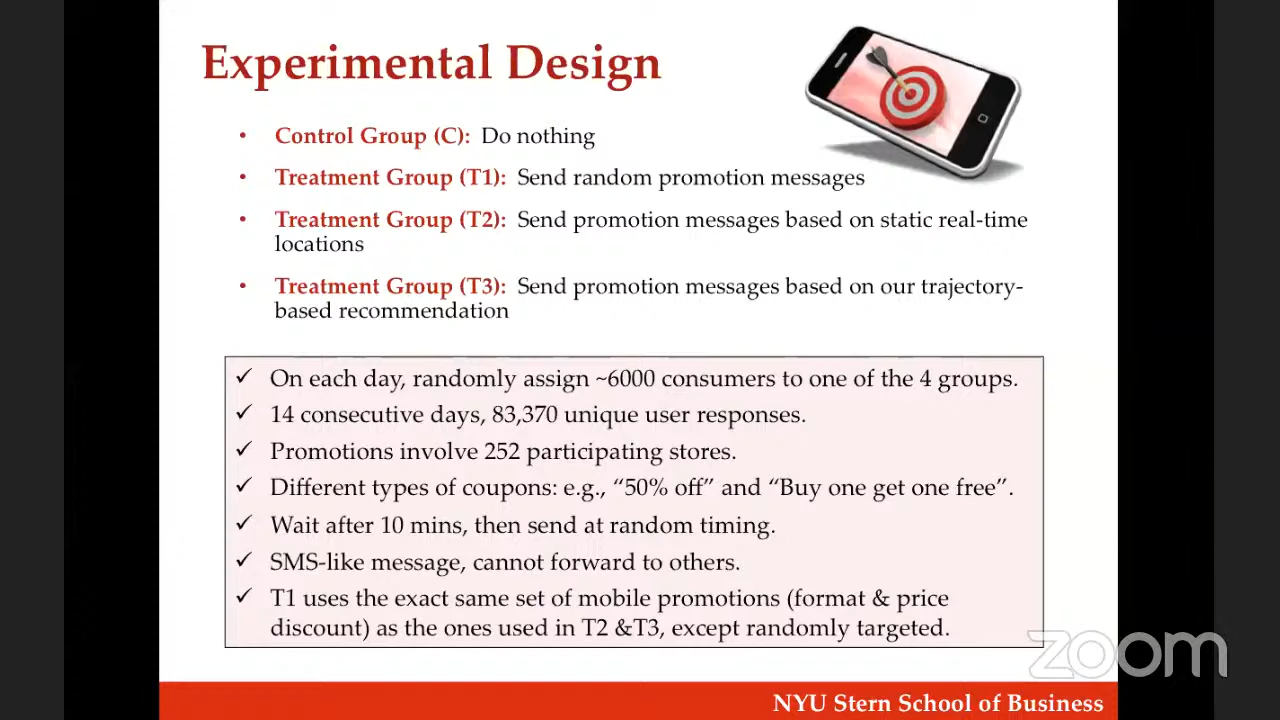 Experimental Design
• Control Group (C): Do nothing
• Treatment Group (T1): Send random promotion messages
• Treatment Group (T2): Send promotion messages based on static real-time
locations
• Treatment Group (T3): Send promotion messages based on our trajectory-
based recommendation
✓ On each day, randomly assign ~6000 consumers to one of the 4 groups.
✓ 14 consecutive days, 83,370 unique user responses.
✓ Promotions involve 252 participating stores.
✓ Different types of coupons: e.g., “50% off” and “Buy one get one free”.
✓ Wait after 10 mins, then send at random timing.
✓ SMS-like message, cannot forward to others.
✓ T1 uses the exact same set of mobile promotions (format & price
discount) as the ones used in T2 &T3, except randomly targeted.
zoom
NYU Stern School of Business